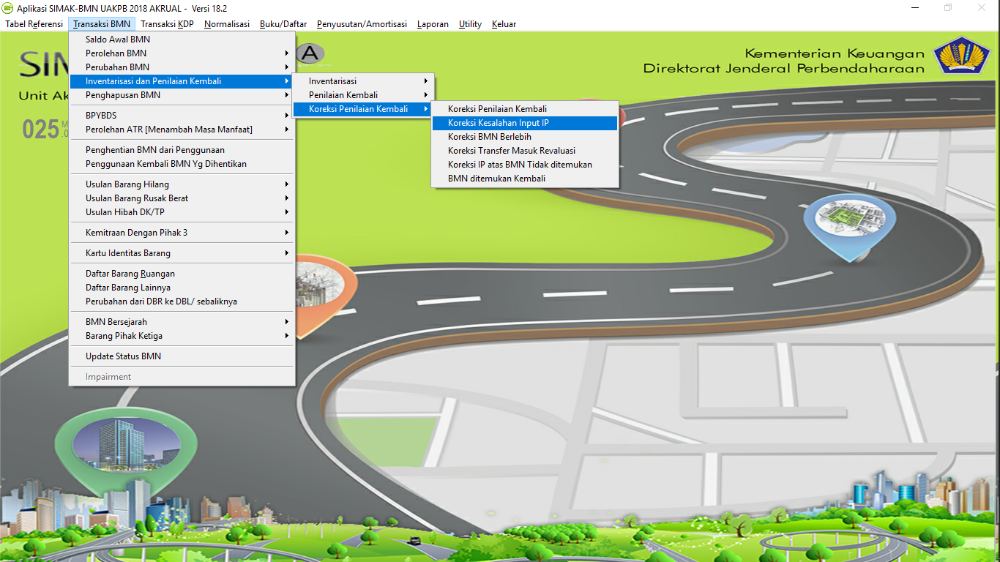 Aplikasi SIMAK-BMN UAKPB 2018 AKRUAL - Versi 18.2
Tabel Referensi Transaksi BMN Transaksi KDP Normalisasi Buku/Daftar Penyusutan/Amortisasi Laporan Utility Keluar
Saldo Awal BMN
Perolehan BMN
Perubahan BMN
Inventarisasi dan Penilaian Kembali
Penghapusan BMN
BPYBDS
Perolehan ATR [Menambah Masa Manfaat]
Penghentian BMN dari Penggunaan
Penggunaan Kembali BMN Yg Dihentikan
Usulan Barang Hilang
Usulan Barang Rusak Berat
Usulan Hibah DK/TP
Kemitraan Dengan Pihak 3
Kartu Identitas Barang
Daftar Barang Ruangan
Daftar Barang Lainnya
Perubahan dari DBR ke DBL/ sebaliknya
BMN Bersejarah
Barang Pihak Ketiga
Update Status BMN
Impairment
Inventarisasi
Penilaian Kembali
Koreksi Penilaian Kembali
Koreksi Penilaian Kembali
Koreksi Kesalahan Input IP
Koreksi BMN Berlebih
Koreksi Transfer Masuk Revaluasi
Koreksi IP atas BMN Tidak ditemukan
BMN ditemukan Kembali
A
Unit
025
Kementerian Keuangan
Direktorat Jenderal Perbendaharaan